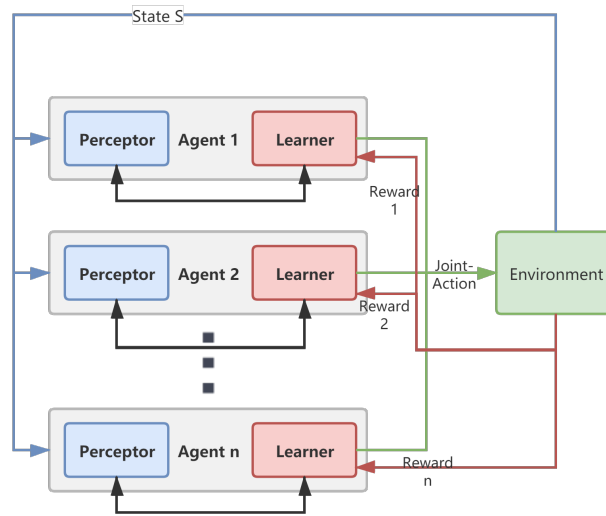 State S
Perceptor
Agent 1
Learner
Reward
1
Perceptor
Agent 2
Learner
Joint-
Action
Environment
Reward
2
Perceptor
Agent n
Learner
Reward
n